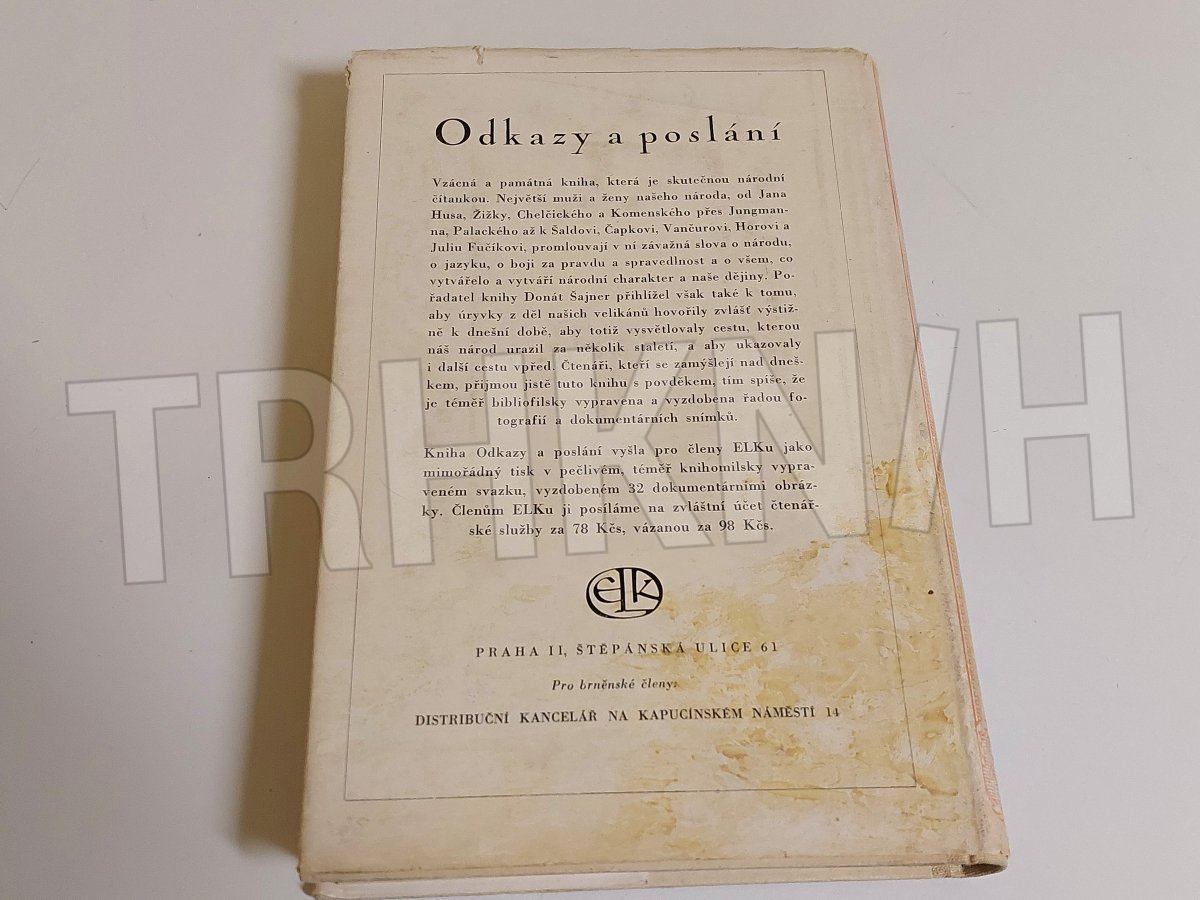 Odkazy a poslání
Vzácná a památná kniha, která je skutečnou národní
čítankou. Největší muži a ženy našeho národa, od Jana
Husa, Žižky, Chelčického a Komenského přes Jungman-
na, Palackého až k Šaldovi, Čapkovi, Vančurovi, Horovi a
Juliu Fučíkovi, promlouvají v ní závažná slova o národu,
o jazyku, o boji za pravdu a spravedlnost a o všem, co
vytvářelo a vytváří národní charakter a naše dějiny. Po-
řadatel knihy Donát Šajner přihlížel však také k tomu,
aby úryvky z děl našich velikánů hovořily zvlášť výstiž-
ně k dnešní době, aby totiž vysvětlovaly cestu, kterou
náš národ urazil za několik staletí, a aby ukazovaly
i další cestu vpřed. Čtenáři, kteří se zamýšlejí nad dneš-
kem, přijmou jistě tuto knihu s povděkem, tím spíše, že
je téměř bibliofilsky vypravena a vyzdobena řadou fo-
tografií a dokumentárních snímků.
Kniha Odkazy a poslání vyšla pro členy ELKu jako
mimořádný tisk v pečlivém, téměř knihomilsky vypra-
veném svazku, vyzdobeném 32 dokumentárními obráz-
ky. Členům ELKu ji posíláme na zvláštní účet čtenář-
ské služby za 78 Kčs, vázanou za 98 Kčs.
ELK
PRAHA II, ŠTĚPÁNSKÁ ULICE 61
Pro brněnské členy:
DISTRIBUČNÍ KANCELÁŘ NA KAPUCÍNSKÉM NÁMĚSTÍ 14
TRHKNIH